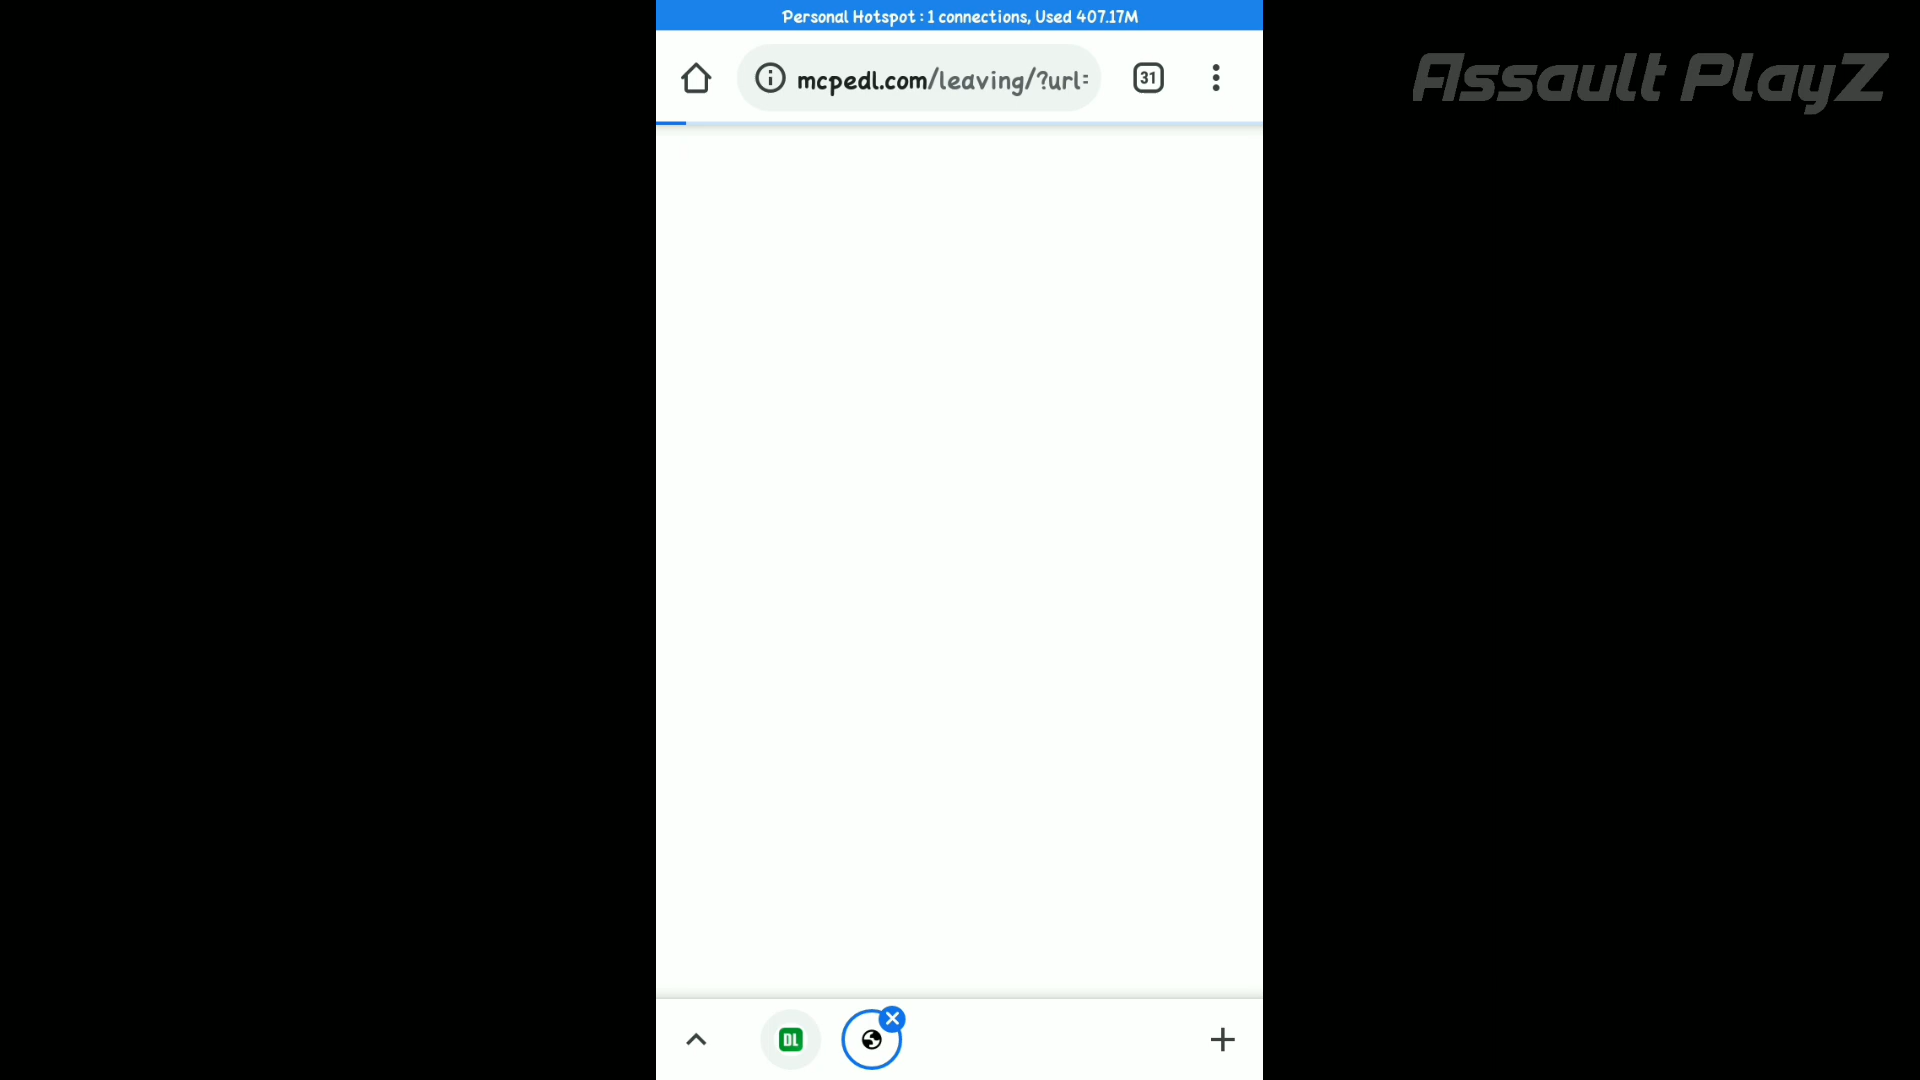 Personal Hotspot : 1 connections, Used 407.17M
mcpedl.com/leaving/?url=
31
Assault PlayZ
DL